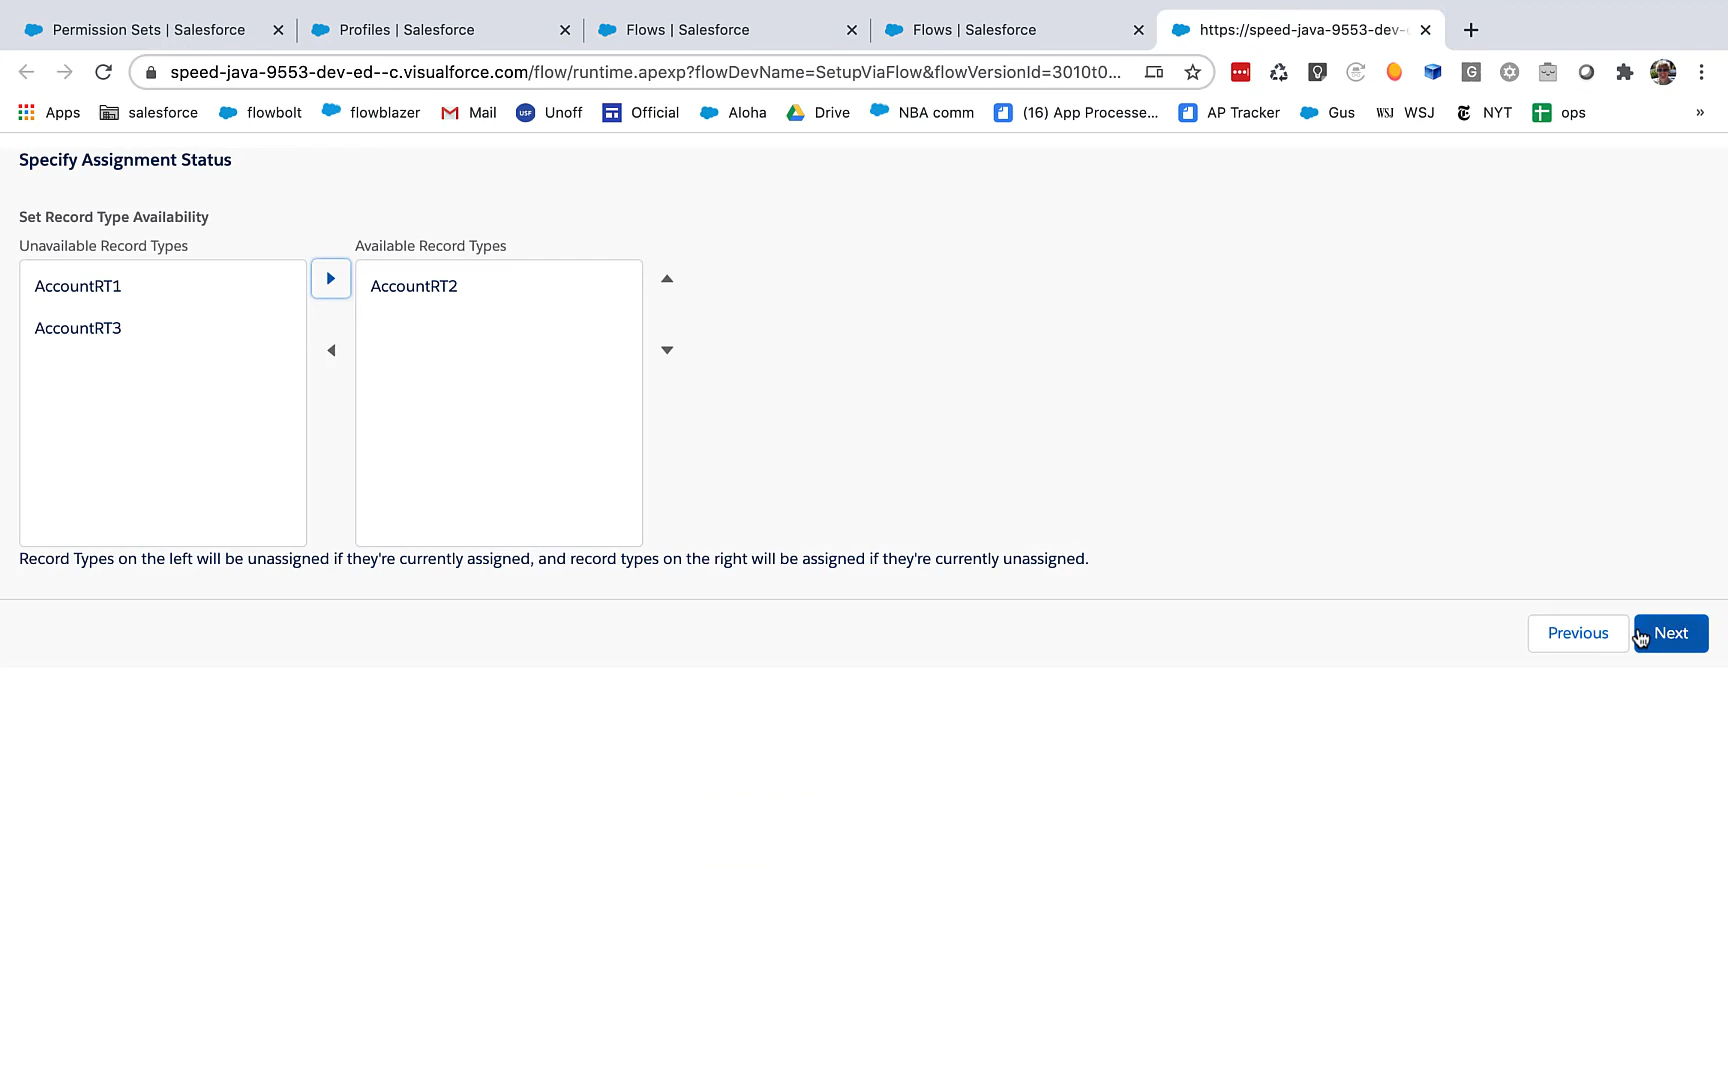 Permission Sets | Salesforce
Profiles | Salesforce
Flows | Salesforce
Flows | Salesforce
https://speed-java-9553-dev-
speed-java-9553-dev-ed--c.visualforce.com/flow/runtime.apexp?flowDevName=SetupViaFlow&flowVersionId=3010t0...
Apps
salesforce
flowbolt
flowblazer
Mail
USF
Unoff
Official
Aloha
Drive
NBA comm
(16) App Processe...
AP Tracker
Gus
WSJ
WSJ
NYT
ops
»
Specify Assignment Status
Set Record Type Availability
Unavailable Record Types
Available Record Types
AccountRT1
AccountRT2
AccountRT3
Record Types on the left will be unassigned if they're currently assigned, and record types on the right will be assigned if they're currently unassigned.
Previous
Next